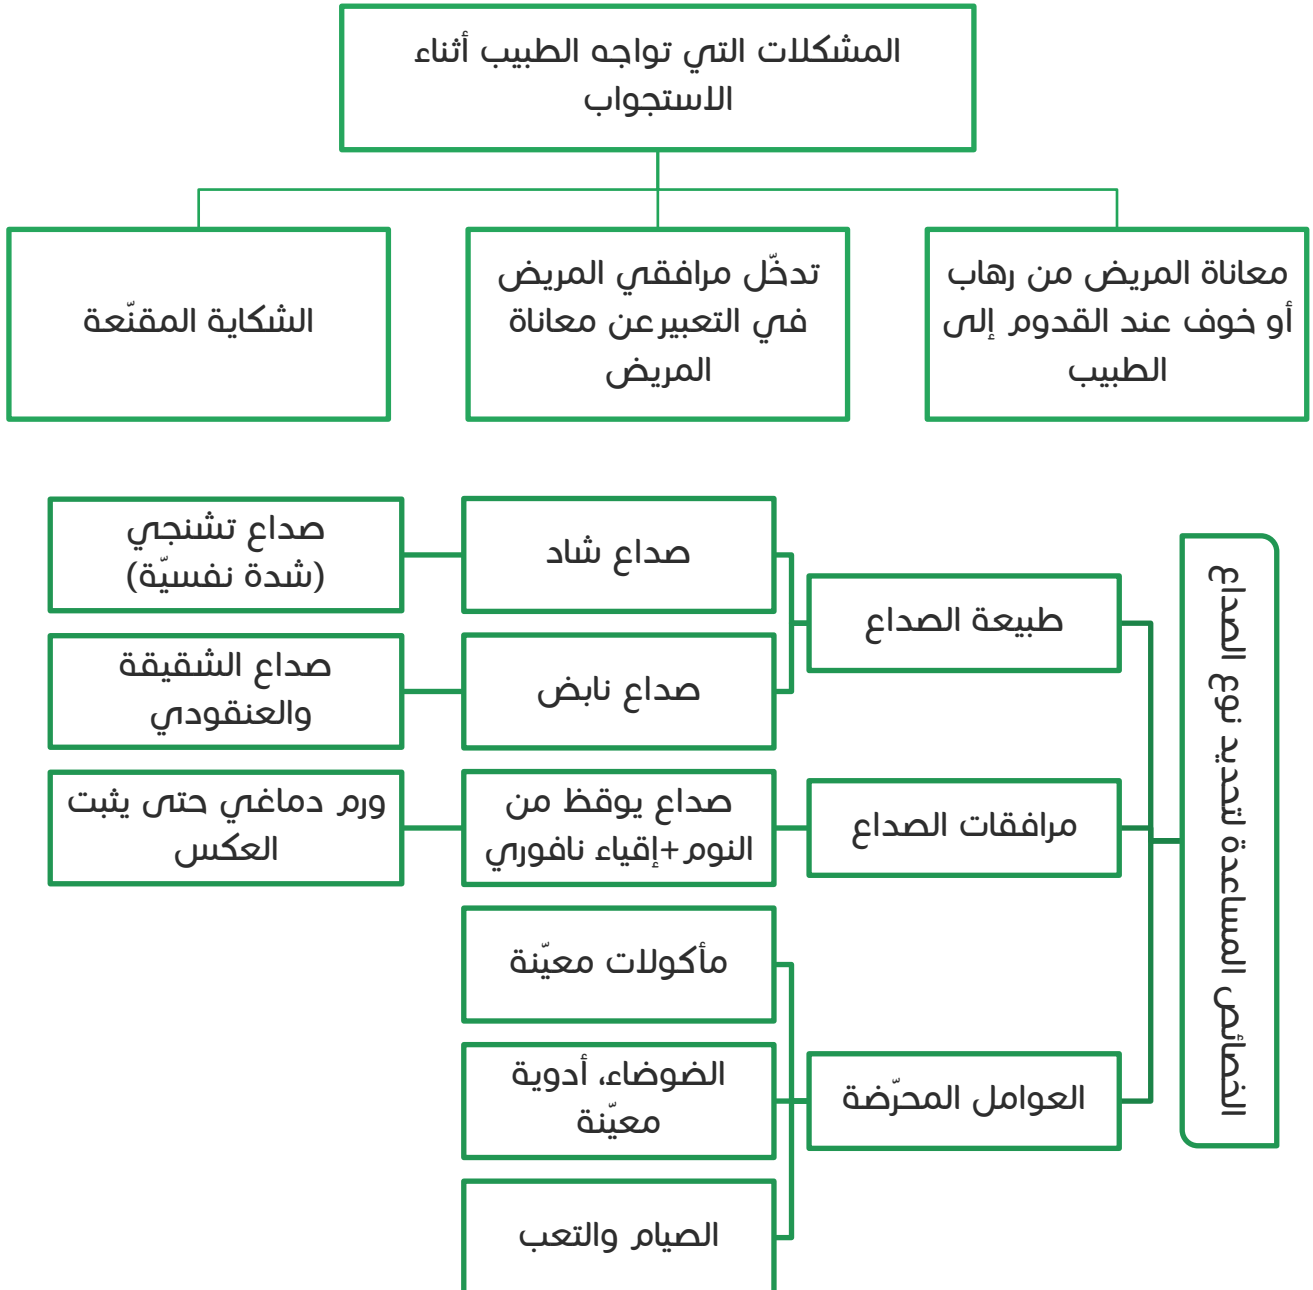 المشكلات التي تواجه الطبيب أثناء
الاستجواب
معاناة المريض من رهاب
أو خوف عند القدوم إلى
الطبيب
تدخّل مرافقي المريض
في التعبير عن معاناة
المريض
الشكاية المقنّعة
الخصائص المساعدة لتحديد نوع الصداع
طبيعة الصداع
صداع شاد
صداع تشنجي
(شدة نفسيّة)
صداع نابض
صداع الشقيقة
والعنقودي
مرافقات الصداع
صداع يوقظ من
النوم+إقياء نافوري
ورم دماغي حتى يثبت
العكس
العوامل المحرّضة
مأكولات معيّنة
الضوضاء، أدوية
معيّنة
الصيام والتعب